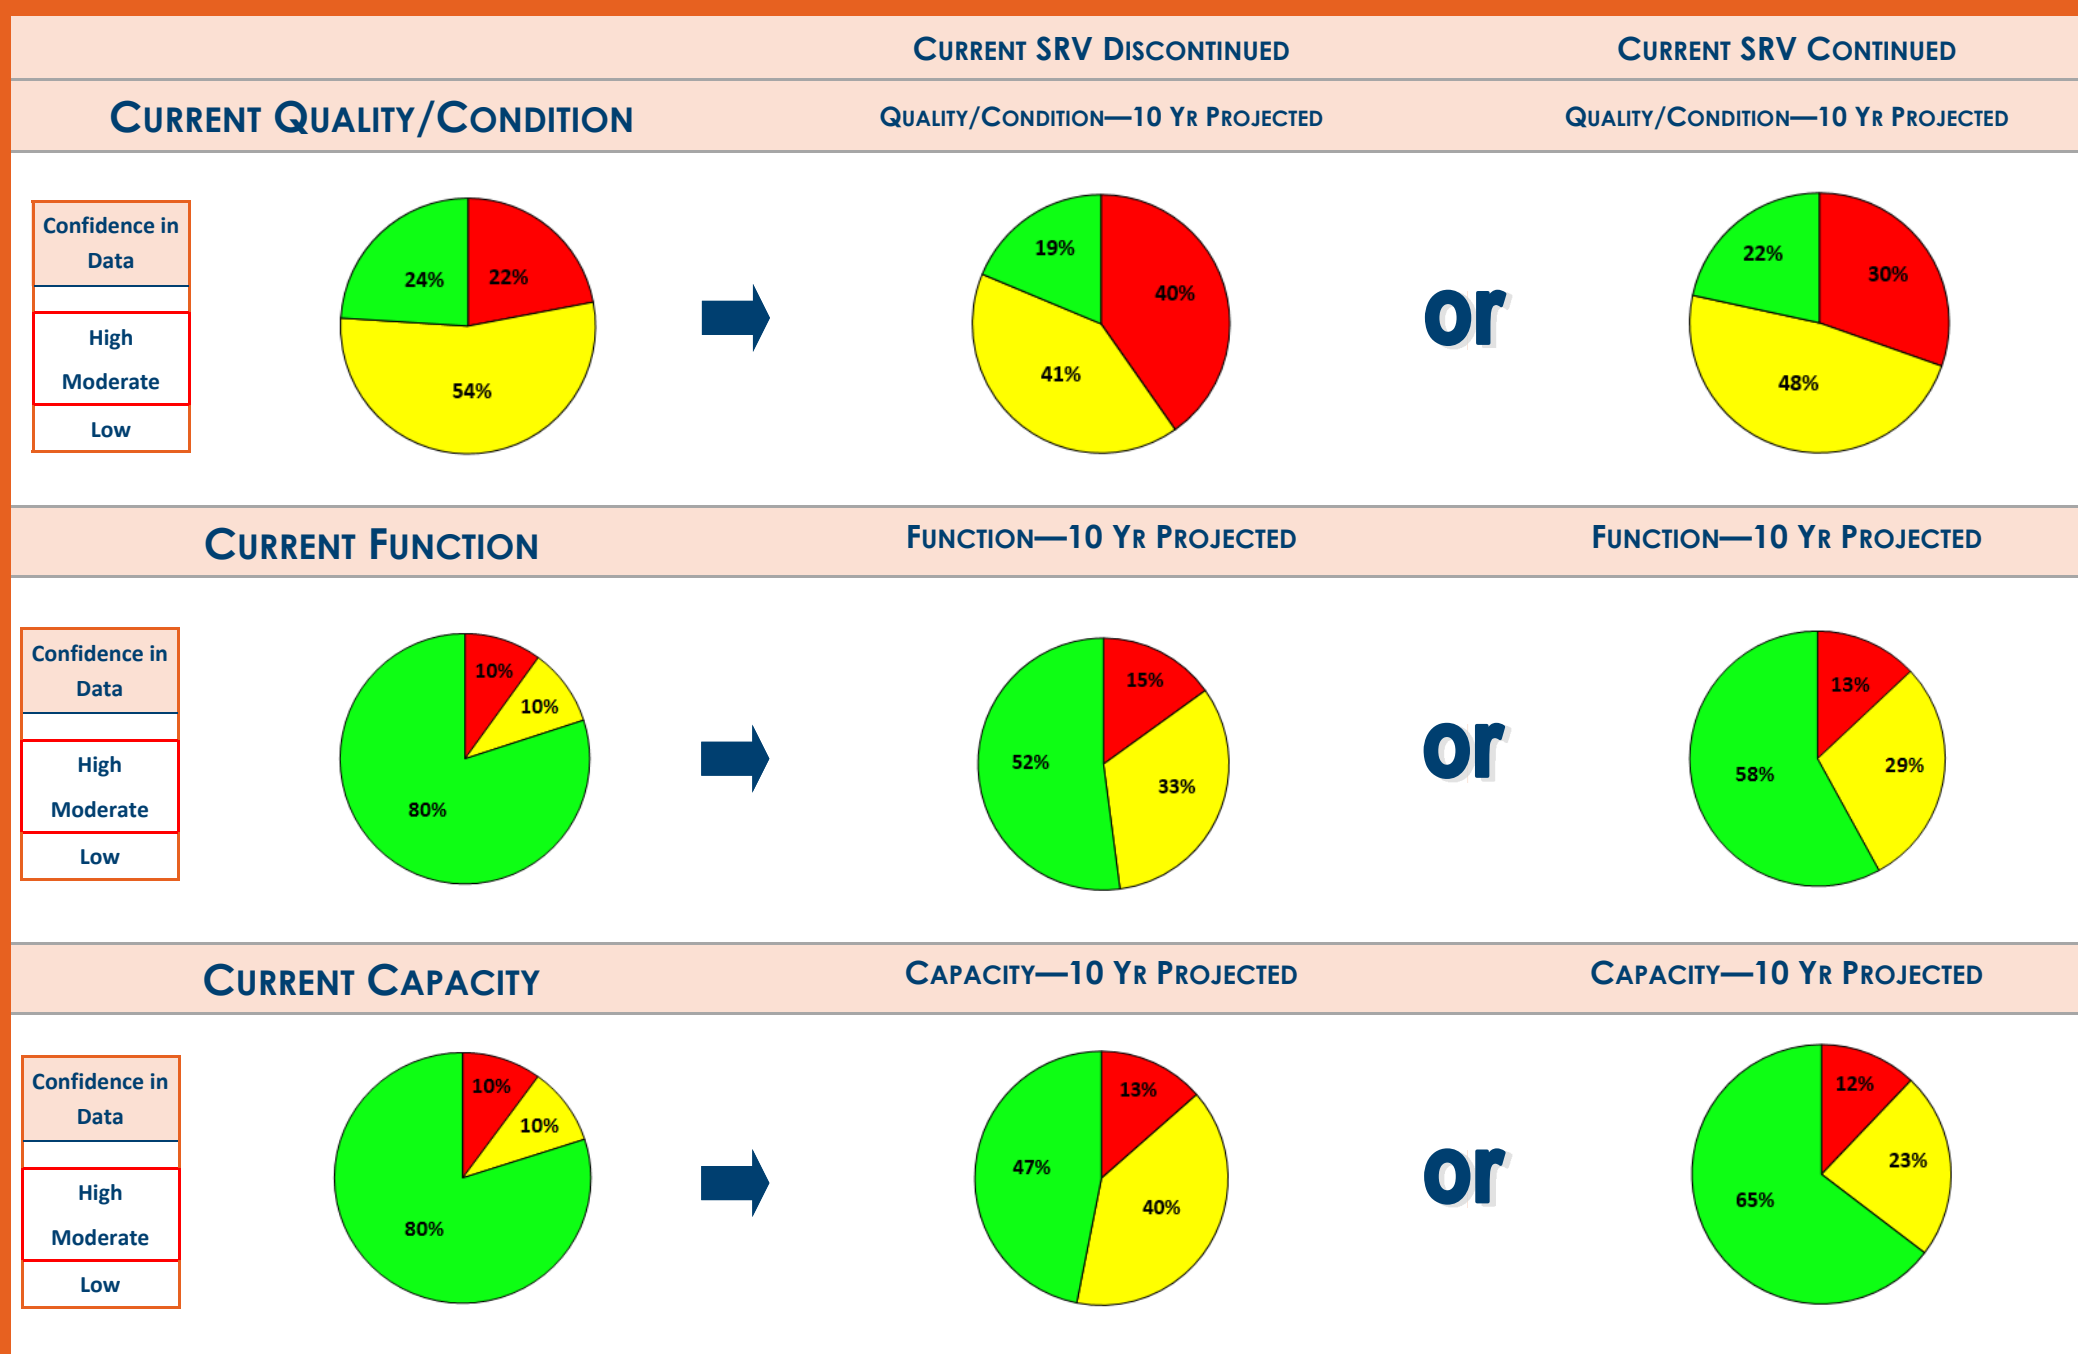 Current SRV Discontinued
Current SRV Continued
Current Quality/Condition
Quality/Condition—10 Yr Projected
Quality/Condition—10 Yr Projected
Confidence in
Data
High
Moderate
Low
24%
22%
54%
19%
40%
41%
or
22%
30%
48%
Current Function
Function—10 Yr Projected
Function—10 Yr Projected
Confidence in
Data
High
Moderate
Low
10%
10%
80%
15%
52%
33%
or
13%
29%
58%
Current Capacity
Capacity—10 Yr Projected
Capacity—10 Yr Projected
Confidence in
Data
High
Moderate
Low
10%
10%
80%
13%
47%
40%
or
12%
23%
65%